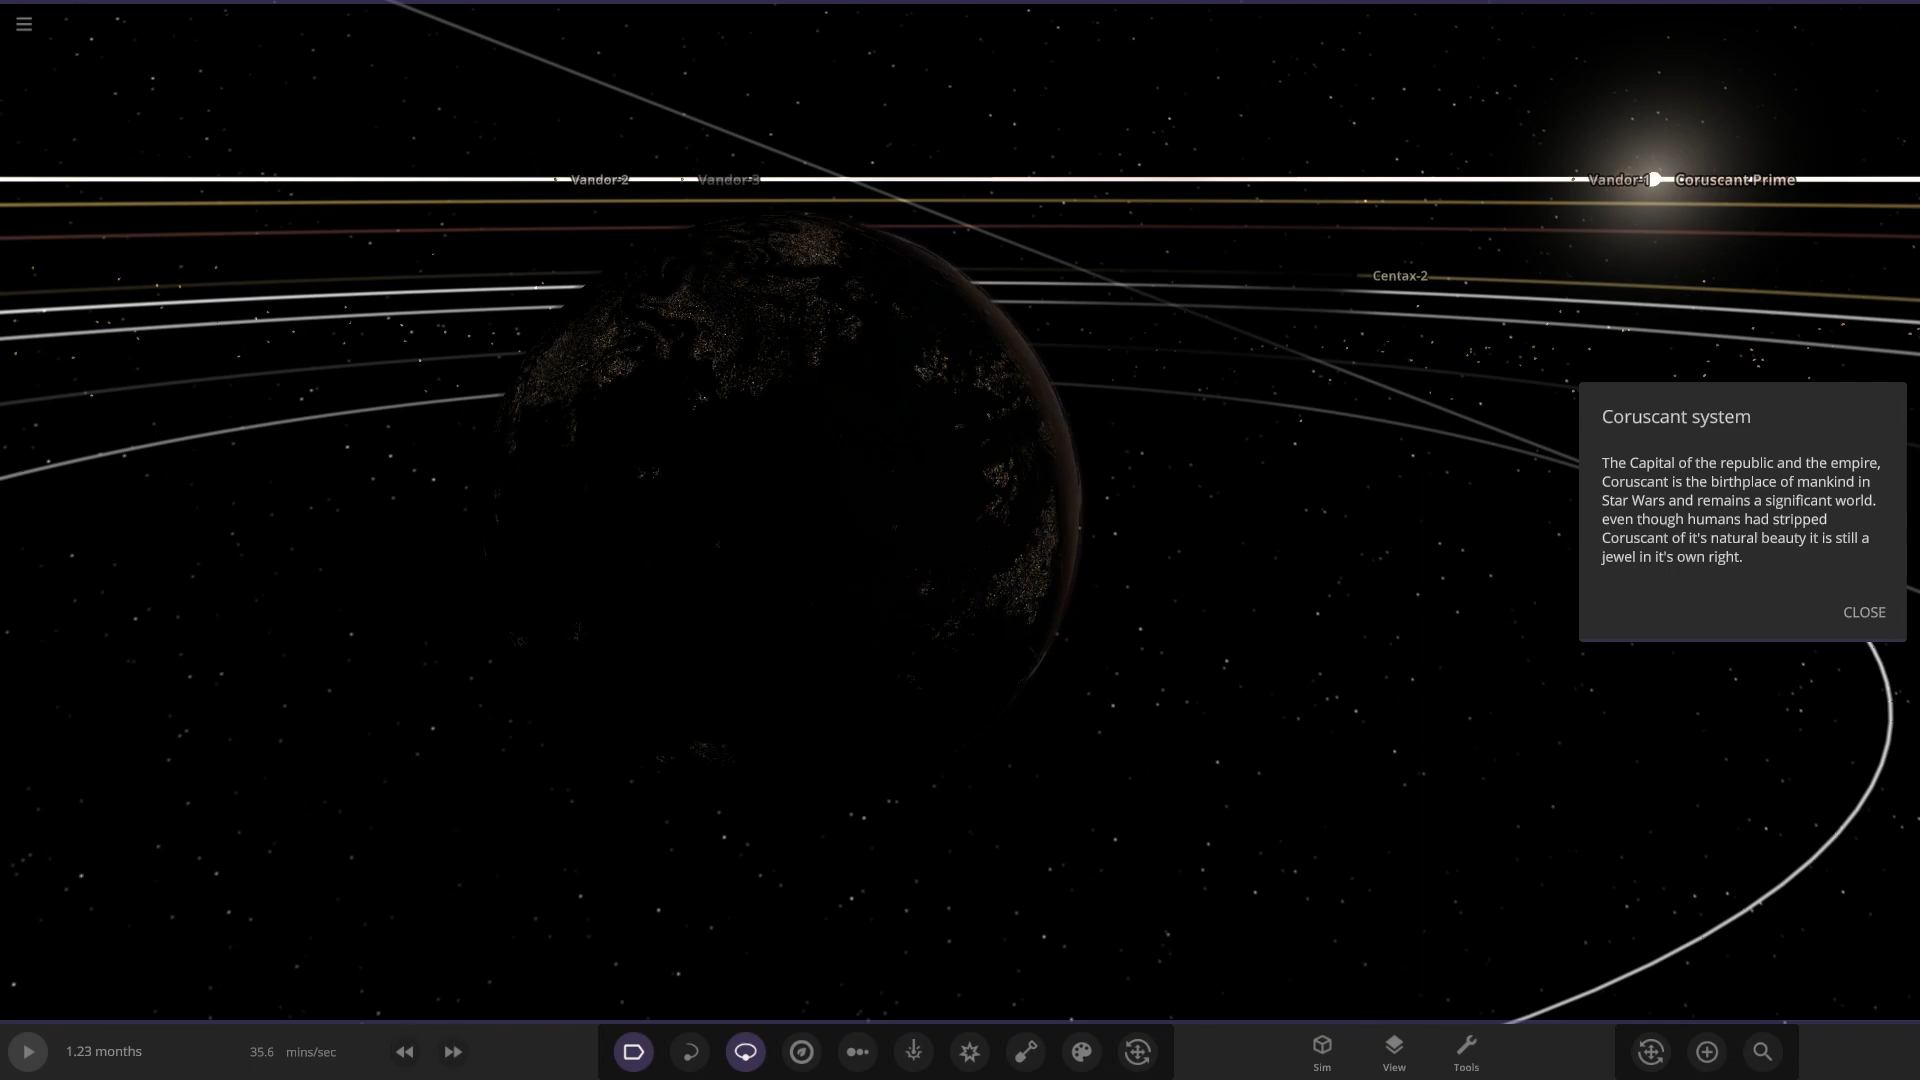 Vandor-2
Vandor-3
Vandor-1
Coruscant Prime
Centax-2
Coruscant system
The Capital of the republic and the empire,
Coruscant is the birthplace of mankind in
Star Wars and remains a significant world.
even though humans had stripped
Coruscant of it's natural beauty it is still a
jewel in it's own right.
CLOSE
1.23 months
35.6 mins/sec
Sim
View
Tools